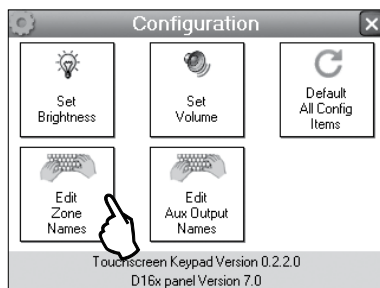 Configuration
Set
Brightness
Set
Volume
Default
All Config
Items
Edit
Zone
Names
Edit
Aux Output
Names
Touchscreen Keypad Version 0.2.2.0
D16x panel Version 7.0